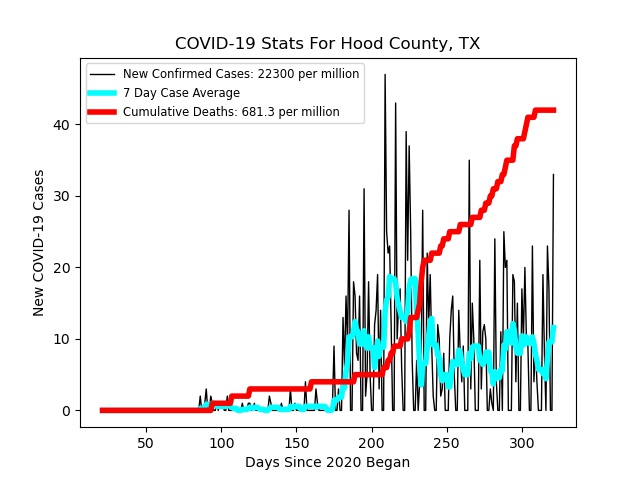 COVID-19 Stats For Hood County, TX
New Confirmed Cases: 22300 per million
7 Day Case Average
Cumulative Deaths: 681.3 per million
New COVID-19 Cases
40
30
20
10
0
50 100 150 200 250 300
Days Since 2020 Began